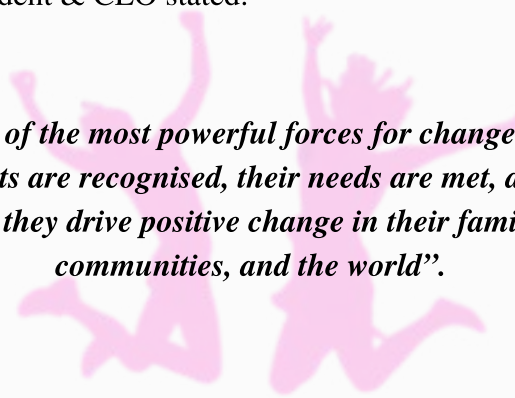 dent & CEO stated:
of the most powerful forces for change
ts are recognised, their needs are met,
they drive positive change in their fami
communities, and the world”.